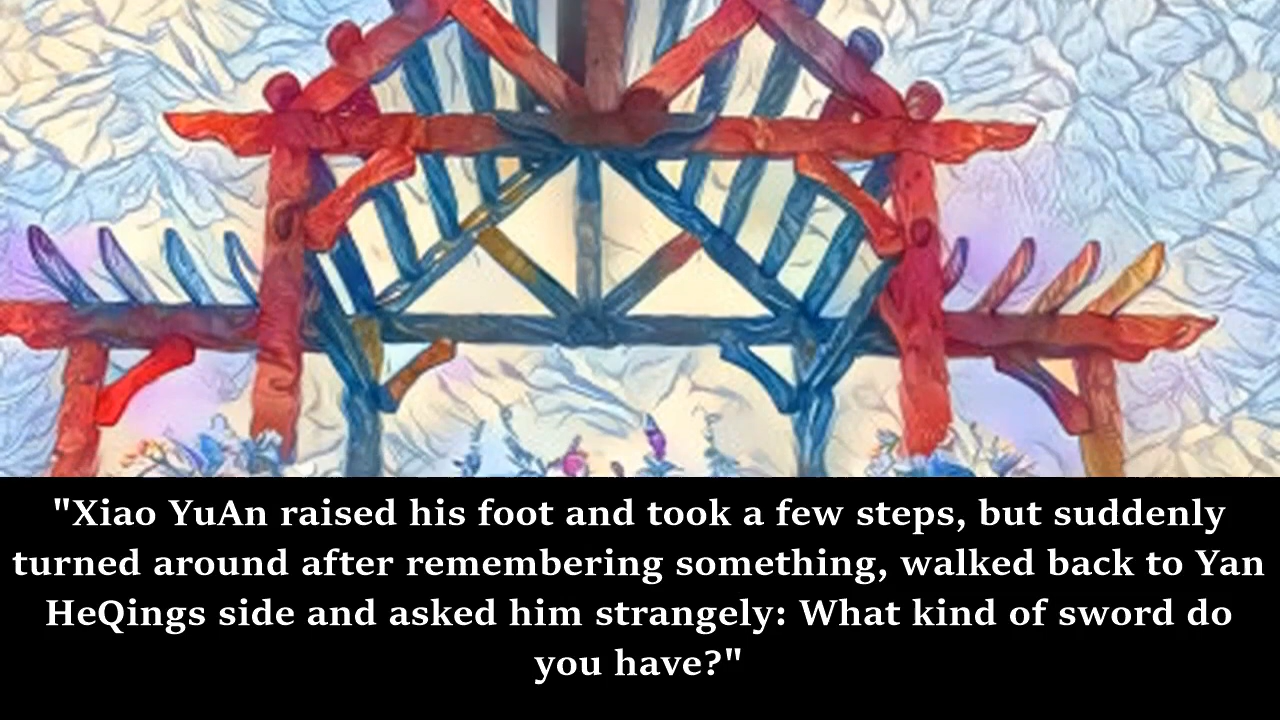 "Xiao YuAn raised his foot and took a few steps, but suddenly
turned around after remembering something, walked back to Yan
HeQings side and asked him strangely: What kind of sword do
you have?"